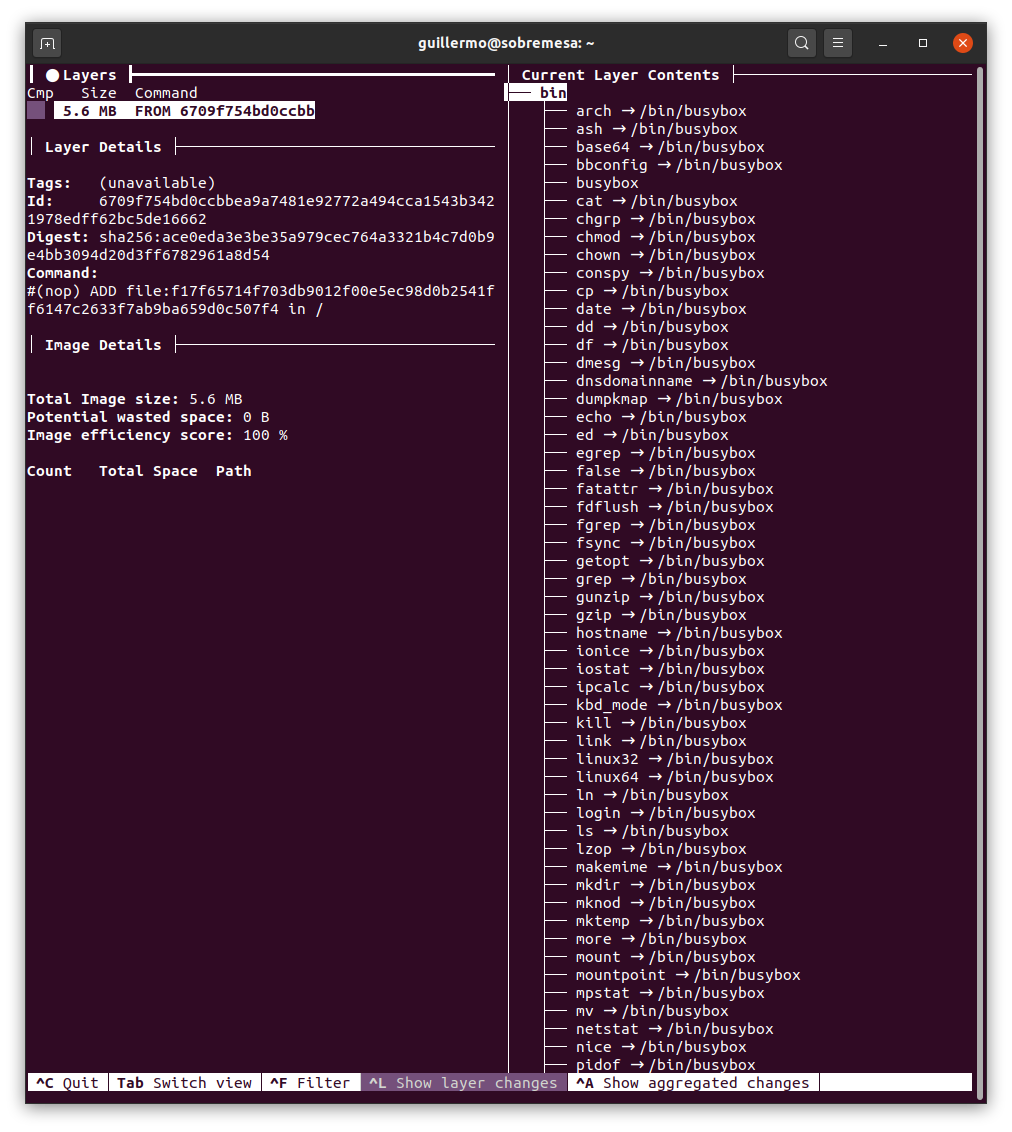 guillermo@sobremesa: ~
●Layers
Cmp Size Command
5.6 MB FROM 6709f754bd0ccbb
Layer Details
Tags: (unavailable)
Id: 6709f754bd0ccbbea9a7481e92772a494cca1543b342
1978edff62bc5de16662
Digest: sha256:ace0eda3e3be35a979cec764a3321b4c7d0b9
e4bb3094d20d3ff6782961a8d54
Command:
#(nop) ADD file:f17f65714f703db9012f00e5ec98d0b2541f
f6147c2633f7ab9ba659d0c507f4 in /
Image Details
Total Image size: 5.6 MB
Potential wasted space: 0 B
Image efficiency score: 100 %
Count Total Space Path
Current Layer Contents
├── bin
├── arch → /bin/busybox
├── ash → /bin/busybox
├── base64 → /bin/busybox
├── bbconfig → /bin/busybox
├── busybox
├── cat → /bin/busybox
├── chgrp → /bin/busybox
├── chmod → /bin/busybox
├── chown → /bin/busybox
├── conspy → /bin/busybox
├── cp → /bin/busybox
├── date → /bin/busybox
├── dd → /bin/busybox
├── df → /bin/busybox
├── dmesg → /bin/busybox
├── dnsdomainname → /bin/busybox
├── dumpkmap → /bin/busybox
├── echo → /bin/busybox
├── ed → /bin/busybox
├── egrep → /bin/busybox
├── false → /bin/busybox
├── fatattr → /bin/busybox
├── fdflush → /bin/busybox
├── fgrep → /bin/busybox
├── fsync → /bin/busybox
├── getopt → /bin/busybox
├── grep → /bin/busybox
├── gunzip → /bin/busybox
├── gzip → /bin/busybox
├── hostname → /bin/busybox
├── ionice → /bin/busybox
├── iostat → /bin/busybox
├── ipcalc → /bin/busybox
├── kbd_mode → /bin/busybox
├── kill → /bin/busybox
├── link → /bin/busybox
├── linux32 → /bin/busybox
├── linux64 → /bin/busybox
├── ln → /bin/busybox
├── login → /bin/busybox
├── ls → /bin/busybox
├── lzop → /bin/busybox
├── makemime → /bin/busybox
├── mkdir → /bin/busybox
├── mknod → /bin/busybox
├── mktemp → /bin/busybox
├── more → /bin/busybox
├── mount → /bin/busybox
├── mountpoint → /bin/busybox
├── mpstat → /bin/busybox
├── mv → /bin/busybox
├── netstat → /bin/busybox
├── nice → /bin/busybox
├── pidof → /bin/busybox
^C Quit Tab Switch view ^F Filter ^L Show layer changes ^A Show aggregated changes